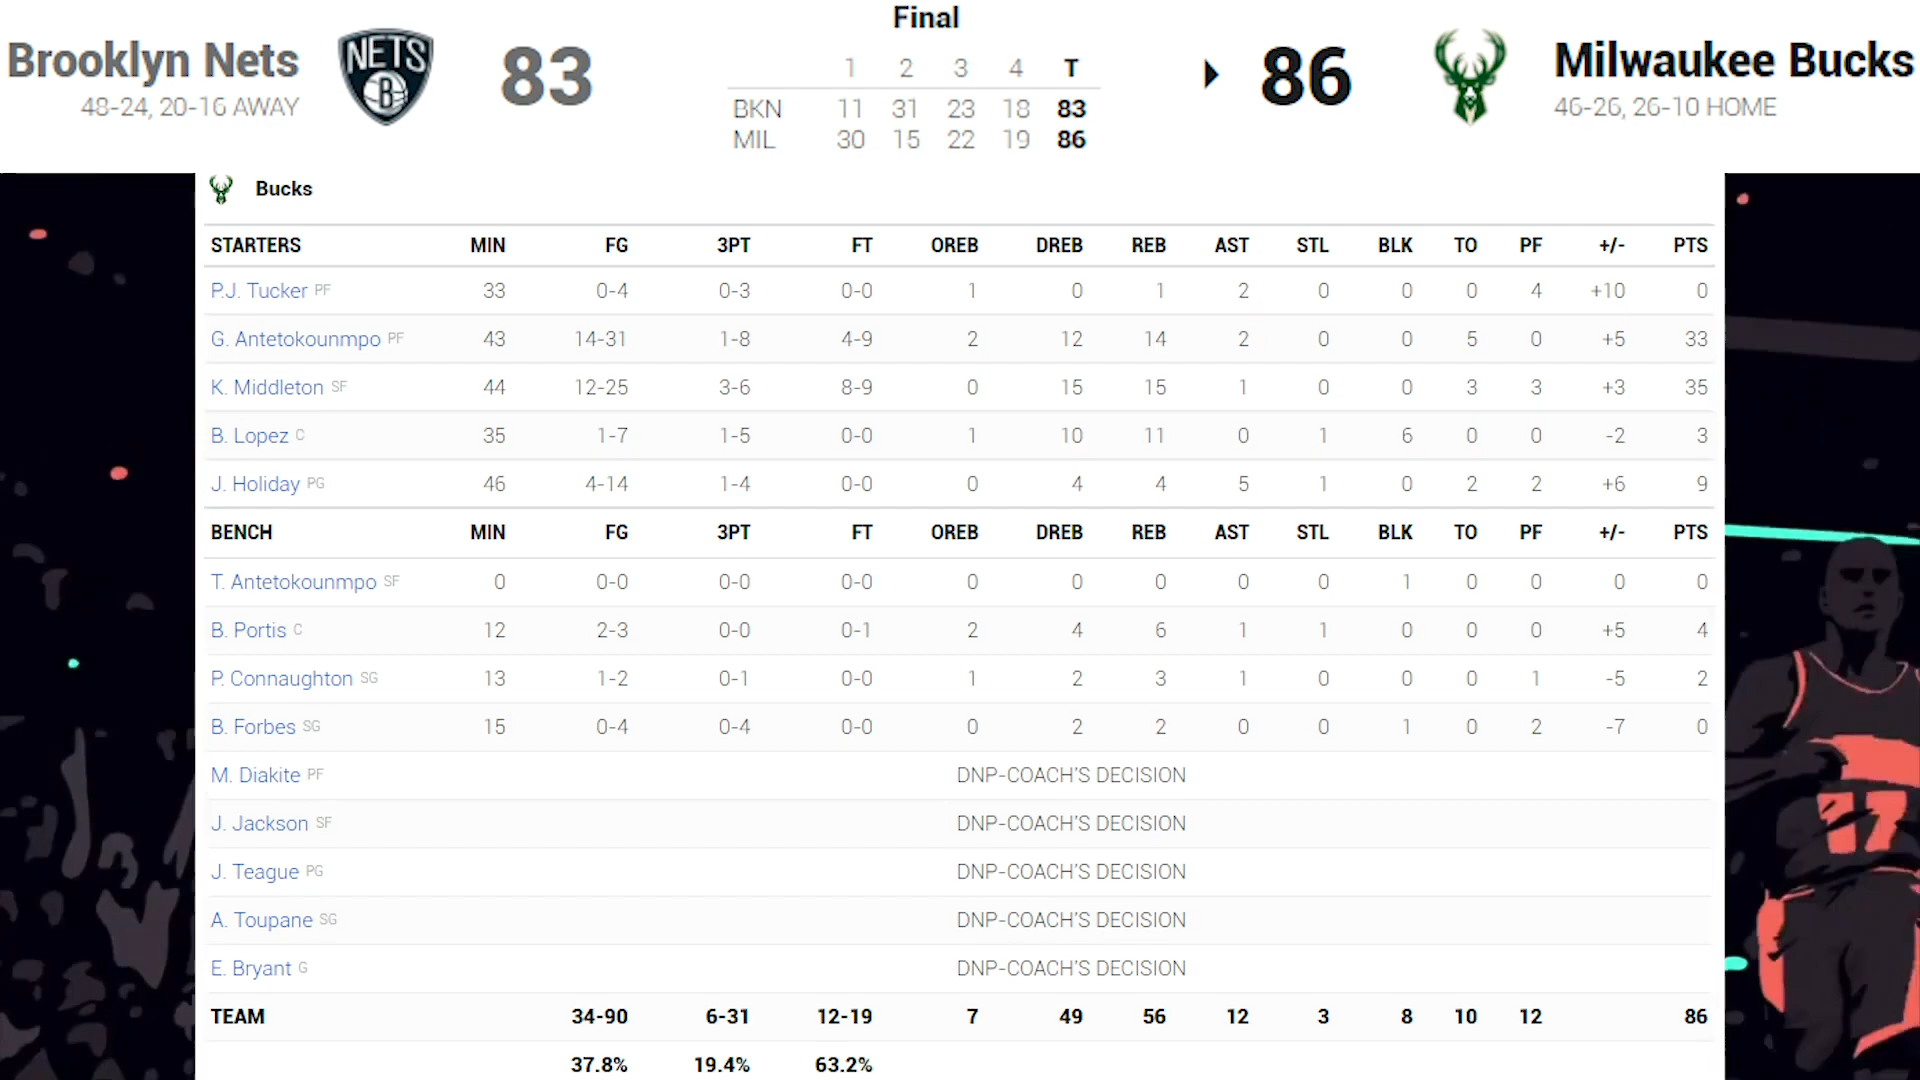 Final
Brooklyn Nets
48-24, 20-16 AWAY
NETS
B
83
1 2 3 4 T
BKN 11 31 23 18 83
MIL 30 15 22 19 86
86
Milwaukee Bucks
46-26, 26-10 HOME
Bucks
STARTERS MIN FG 3PT FT OREB DREB REB AST STL BLK TO PF +/- PTS
P.J. Tucker PF 33 0-4 0-3 0-0 1 0 1 2 0 0 0 4 +10 0
G. Antetokounmpo PF 43 14-31 1-8 4-9 2 12 14 2 0 0 5 0 +5 33
K. Middleton SF 44 12-25 3-6 8-9 0 15 15 1 0 0 3 3 +3 35
B. Lopez C 35 1-7 1-5 0-0 1 10 11 0 1 6 0 0 -2 3
J. Holiday PG 46 4-14 1-4 0-0 0 4 4 5 1 0 2 2 +6 9
BENCH MIN FG 3PT FT OREB DREB REB AST STL BLK TO PF +/- PTS
T. Antetokounmpo SF 0 0-0 0-0 0-0 0 0 0 0 0 1 0 0 0 0
B. Portis C 12 2-3 0-0 0-1 2 4 6 1 1 0 0 0 +5 4
P. Connaughton SG 13 1-2 0-1 0-0 1 2 3 1 0 0 0 1 -5 2
B. Forbes SG 15 0-4 0-4 0-0 0 2 2 0 0 1 0 2 -7 0
M. Diakite PF DNP-COACH'S DECISION
J. Jackson SF DNP-COACH'S DECISION
J. Teague PG DNP-COACH'S DECISION
A. Toupane SG DNP-COACH'S DECISION
E. Bryant G DNP-COACH'S DECISION
TEAM 34-90 6-31 12-19 7 49 56 12 3 8 10 12 86
37.8% 19.4% 63.2%
17